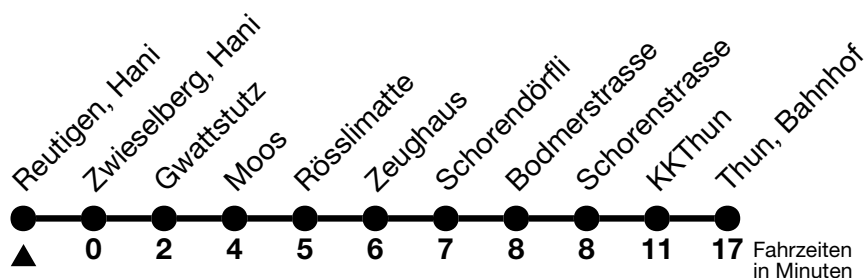 Reutigen, Hani
Zwieselberg, Hani
Gwattstutz
Moos
Rösslimatte
Zeughaus
Schorendörfli
Bodmerstrasse
Schorenstrasse
KKThun
Thun, Bahnhof
0 2 4 5 6 7 8 8 11 17 Fahrzeiten
in Minuten